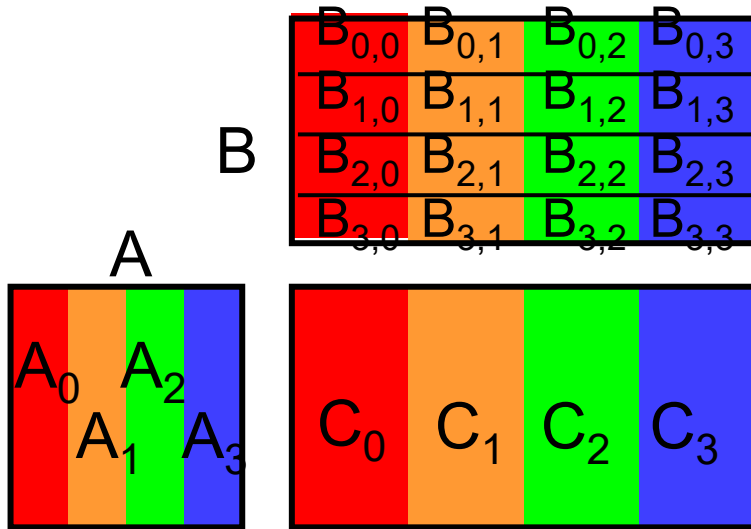 B₀,₀ B₀,₁ B₀,₂ B₀,₃
B₁,₀ B₁,₁ B₁,₂ B₁,₃
B
B₂,₀ B₂,₁ B₂,₂ B₂,₃
B₃,₀ B₃,₁ B₃,₂ B₃,₃
A
A₀ A₂
A₁ A₃
C₀ C₁ C₂ C₃